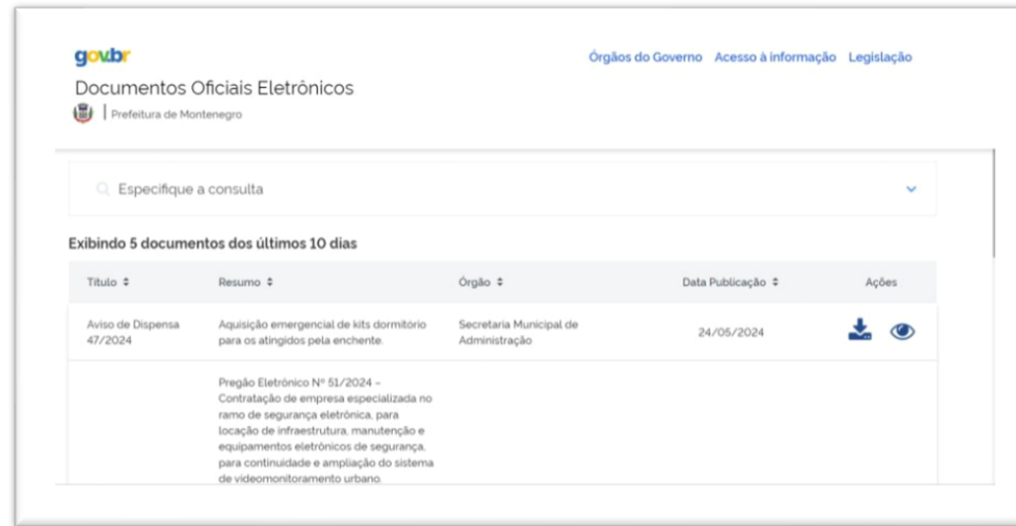 gov.br
Órgãos do Governo Acesso à informação Legislação
Documentos Oficiais Eletrônicos
Prefeitura de Montenegro
Especifique a consulta
Exibindo 5 documentos dos últimos 10 dias
Título Resumo Órgão Data Publicação Ações
Aviso de Dispensa
47/2024
Aquisição emergencial de kits dormitório
para os atingidos pela enchente.
Secretaria Municipal de
Administração
24/05/2024
Pregão Eletrônico Nº 51/2024 –
Contratação de empresa especializada no
ramo de segurança eletrônica, para
locação de infraestrutura, manutenção e
equipamentos eletrônicos de segurança,
para continuidade e ampliação do sistema
de videomonitoramento urbano.